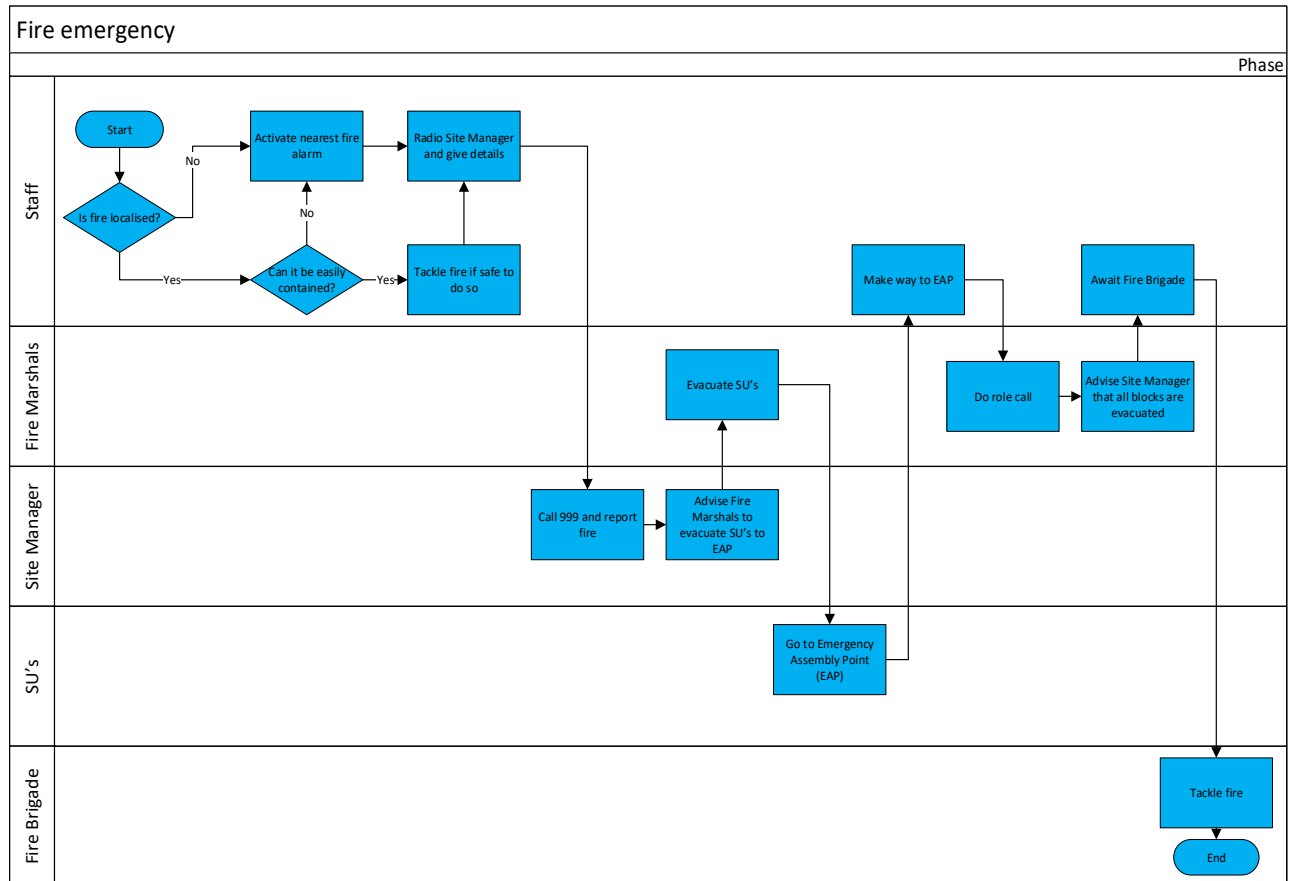 Fire emergency
Phase
Staff
Start
Activate nearest fire
alarm
Radio Site Manager
and give details
No
Is fire localised?
No
Yes
Can it be easily
contained?
Yes
Tackle fire if safe to
do so
Make way to EAP
Await Fire Brigade
Fire Marshals
Evacuate SU's
Do role call
Advise Site Manager
that all blocks are
evacuated
Site Manager
Call 999 and report
fire
Advise Fire
Marshals to
evacuate SU's to
EAP
SU's
Go to Emergency
Assembly Point
(EAP)
Fire Brigade
Tackle fire
End